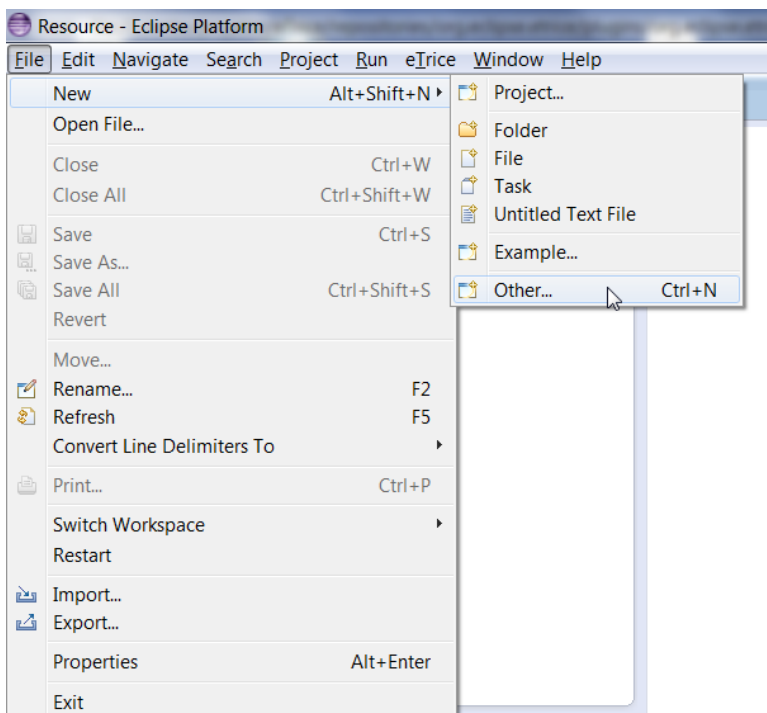 Resource - Eclipse Platform
File Edit Navigate Search Project Run eTrice Window Help
New Alt+Shift+N
Open File...
Close Ctrl+W
Close All Ctrl+Shift+W
Save Ctrl+S
Save As...
Save All Ctrl+Shift+S
Revert
Move...
Rename... F2
Refresh F5
Convert Line Delimiters To
Print... Ctrl+P
Switch Workspace
Restart
Import...
Export...
Properties Alt+Enter
Exit
Project...
Folder
File
Task
Untitled Text File
Example...
Other... Ctrl+N